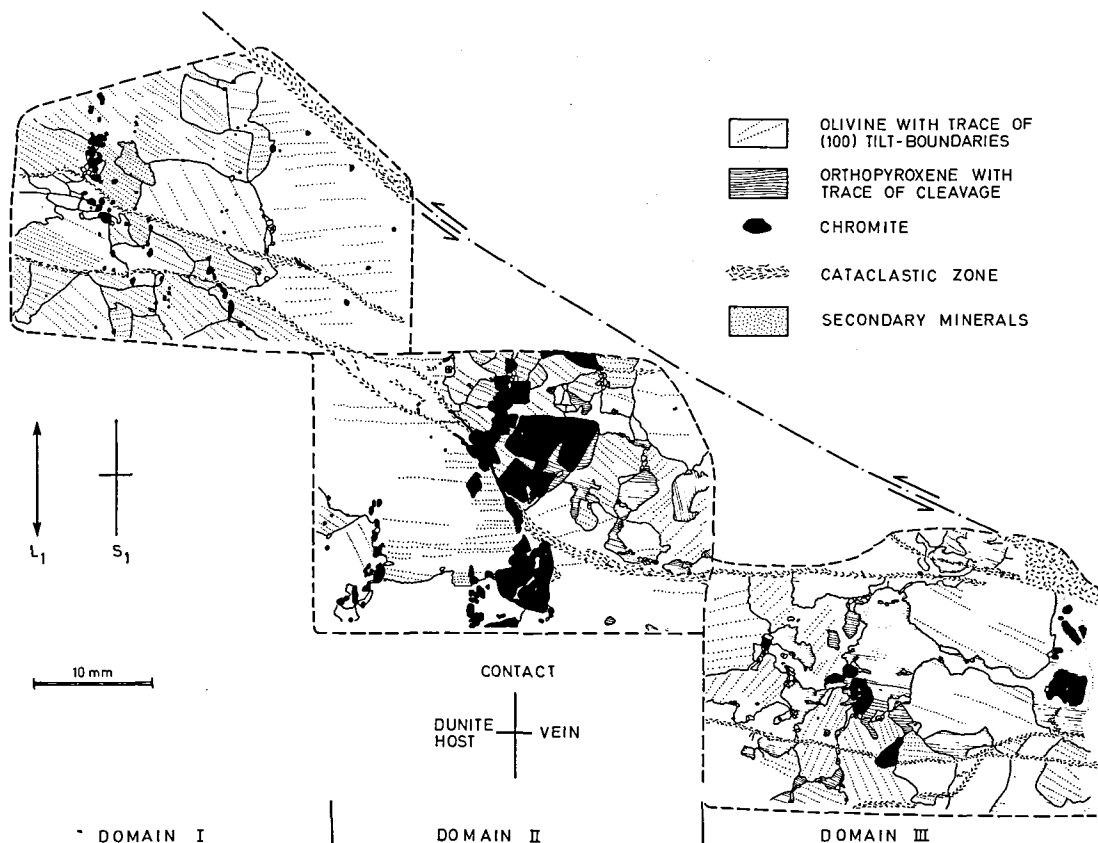 OLIVINE WITH TRACE OF
(100) TILT-BOUNDARIES
ORTHOPYROXENE WITH
TRACE OF CLEAVAGE
CHROMITE
CATACLASTIC ZONE
SECONDARY MINERALS
L1 S1
10 mm
CONTACT
DUNITE
HOST
VEIN
DOMAIN I DOMAIN II DOMAIN III